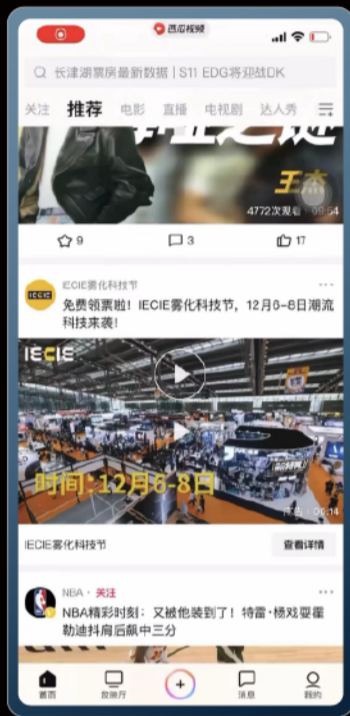 西瓜视频
长津湖票房最新数据 | S11 EDG将迎战DK
关注 推荐 电影 直播 电视剧 达人秀
王杰
4772次观看 09:54
9 3 17
IECIE雾化科技节
免费领票啦！IECIE雾化科技节，12月6-8日潮流
科技来袭！
IECIE
时间:12月6-8日
广告 00:14
IECIE雾化科技节
查看详情
NBA · 关注
NBA精彩时刻：又被他装到了！特雷·杨戏耍霍
勒迪抖肩后飙中三分
首页 放映厅 消息 我的